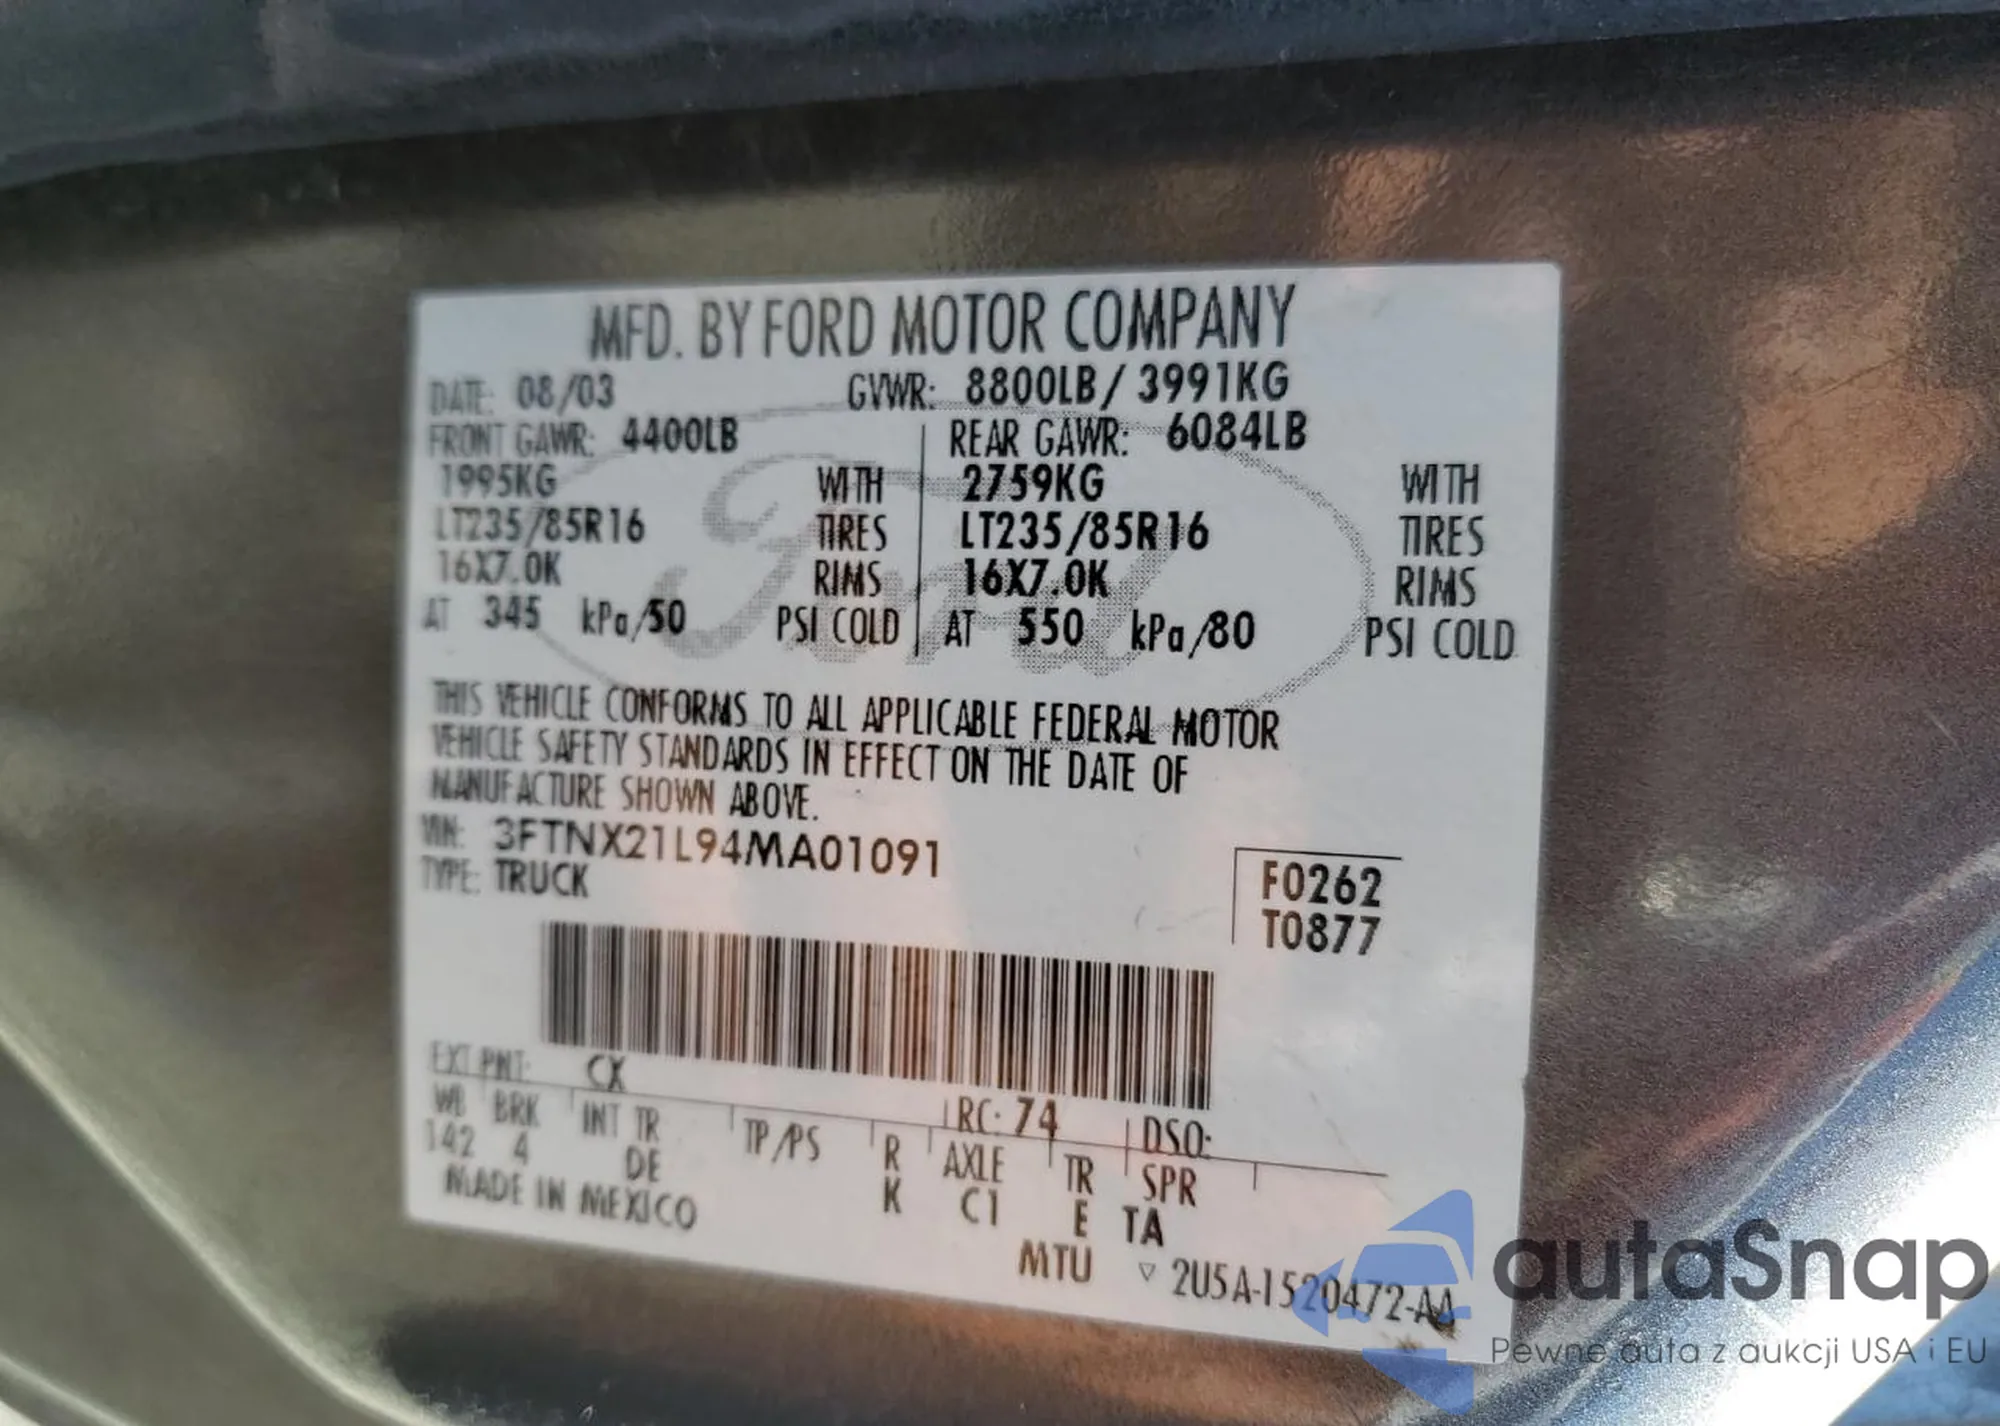 MFD. BY FORD MOTOR COMPANY
DATE: 08/03 GVWR: 8800LB/ 3991KG
FRONT GAWR: 4400LB REAR GAWR: 6084LB
1995KG WITH 2759KG WITH
LT235/85R16 TIRES LT235/85R16 TIRES
16X7.0K RIMS 16X7.0K RIMS
AT 345 kPa/50 PSI COLD AT 550 kPa/80 PSI COLD
Ford
THIS VEHICLE CONFORMS TO ALL APPLICABLE FEDERAL MOTOR
VEHICLE SAFETY STANDARDS IN EFFECT ON THE DATE OF
MANUFACTURE SHOWN ABOVE.
VIN: 3FTNX21L94MA01091
TYPE: TRUCK
F0262
T0877
EXT PNT: CX RC: 74 DSO:
WB BRK INT TR TP/PS R AXLE TR SPR
142 4 DE K C1 E TA
MADE IN MEXICO MTU ▽ 2U5A-1520472-AA
autaSnap
Pewne auta z aukcji USA i EU